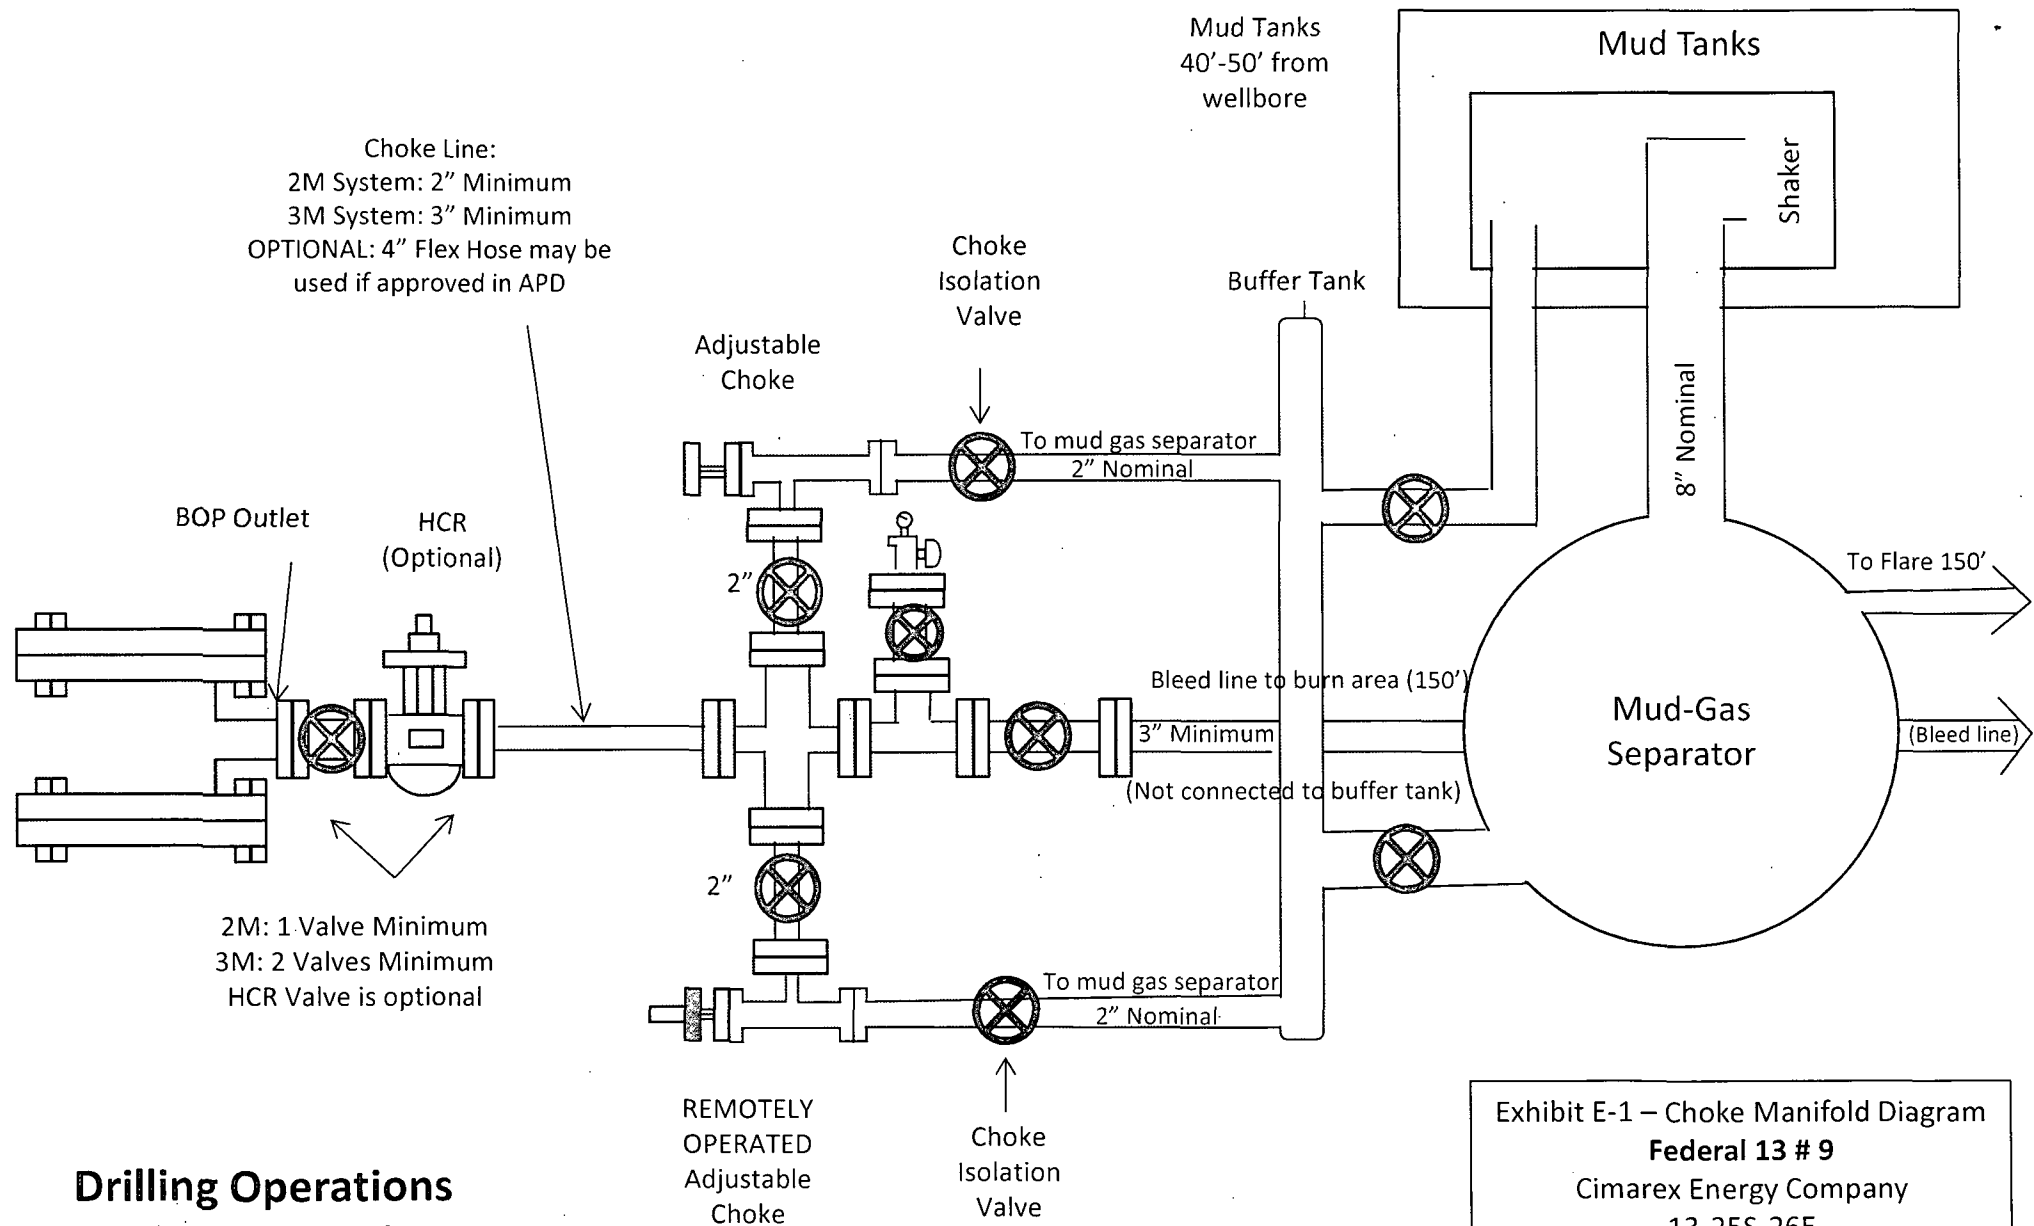 Mud Tanks
40’-50’ from
wellbore
Mud Tanks
Shaker
Choke Line:
2M System: 2” Minimum
3M System: 3” Minimum
OPTIONAL: 4” Flex Hose may be
used if approved in APD
Choke
Isolation
Valve
Buffer Tank
Adjustable
Choke
8” Nominal
To mud gas separator
2” Nominal
BOP Outlet
HCR
(Optional)
2”
To Flare 150’
Bleed line to burn area (150’)
3” Minimum
(Not connected to buffer tank)
Mud-Gas
Separator
(Bleed line)
2”
2M: 1 Valve Minimum
3M: 2 Valves Minimum
HCR Valve is optional
To mud gas separator
2” Nominal
REMOTELY
OPERATED
Adjustable
Choke
Choke
Isolation
Valve
Drilling Operations
Exhibit E-1 – Choke Manifold Diagram
Federal 13 # 9
Cimarex Energy Company
13-25S-26E